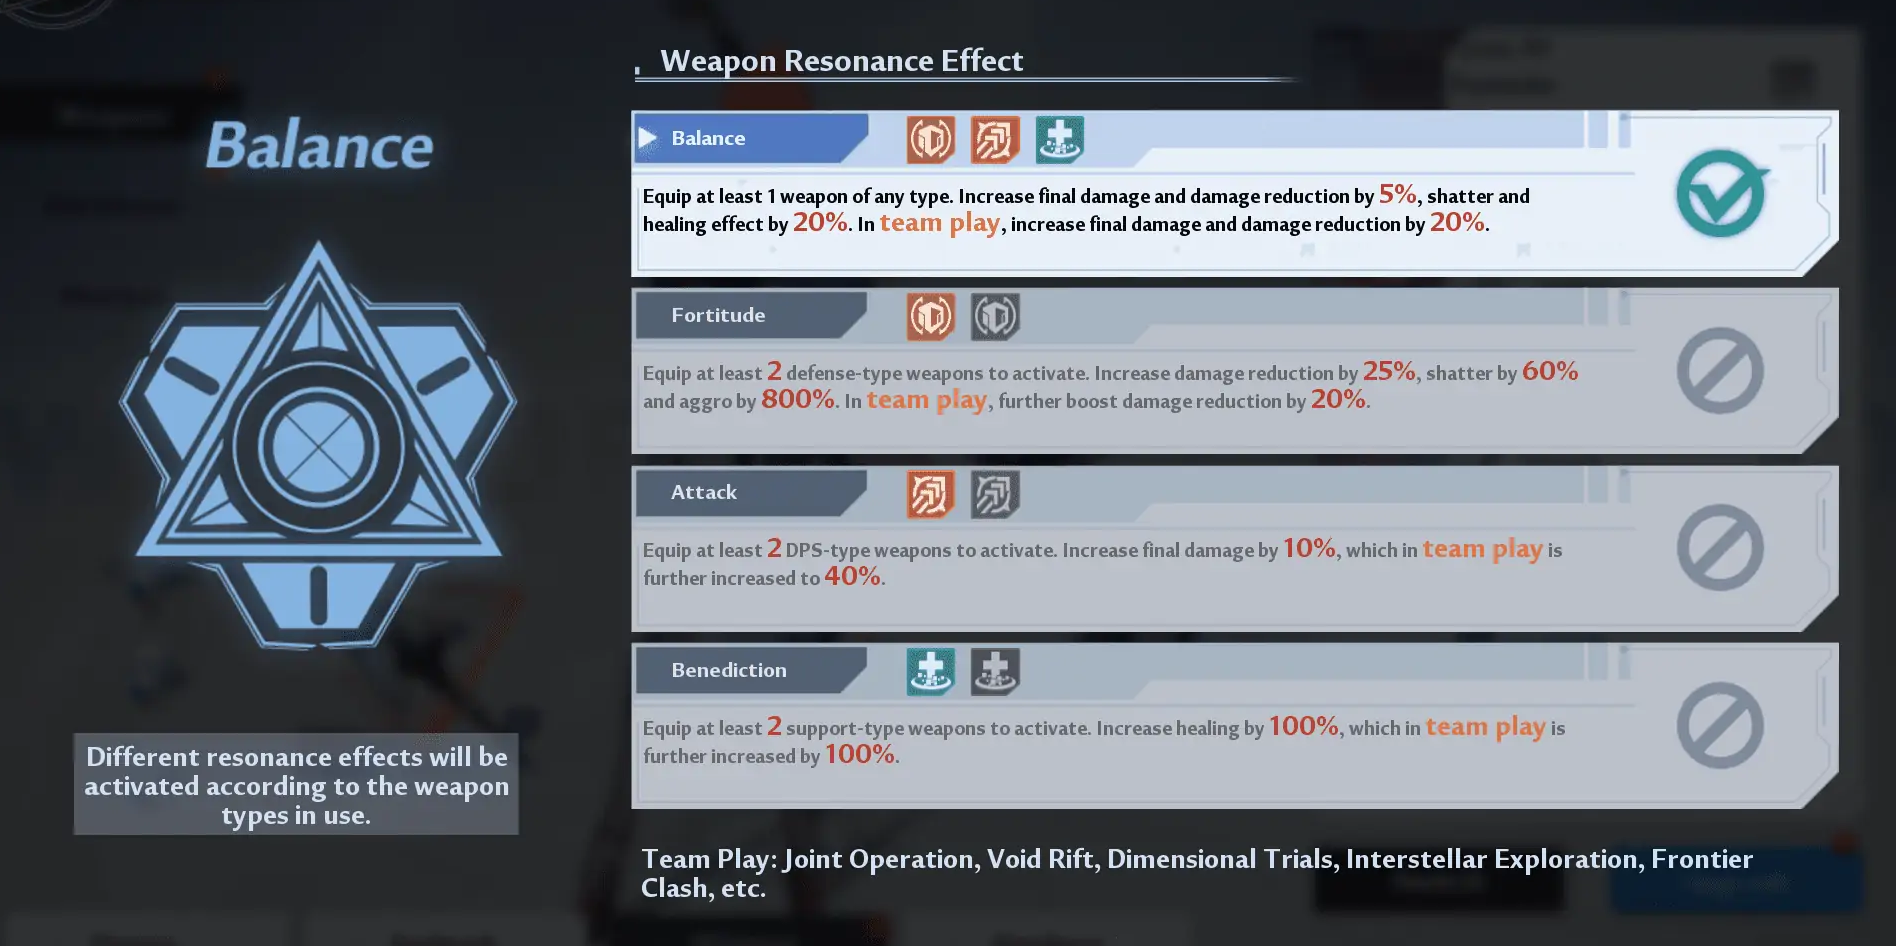 Balance
Different resonance effects will be
activated according to the weapon
types in use.
Weapon Resonance Effect
Balance
Equip at least 1 weapon of any type. Increase final damage and damage reduction by 5%, shatter and
healing effect by 20%. In team play, increase final damage and damage reduction by 20%.
Fortitude
Equip at least 2 defense-type weapons to activate. Increase damage reduction by 25%, shatter by 60%
and aggro by 800%. In team play, further boost damage reduction by 20%.
Attack
Equip at least 2 DPS-type weapons to activate. Increase final damage by 10%, which in team play is
further increased to 40%.
Benediction
Equip at least 2 support-type weapons to activate. Increase healing by 100%, which in team play is
further increased by 100%.
Team Play: Joint Operation, Void Rift, Dimensional Trials, Interstellar Exploration, Frontier
Clash, etc.